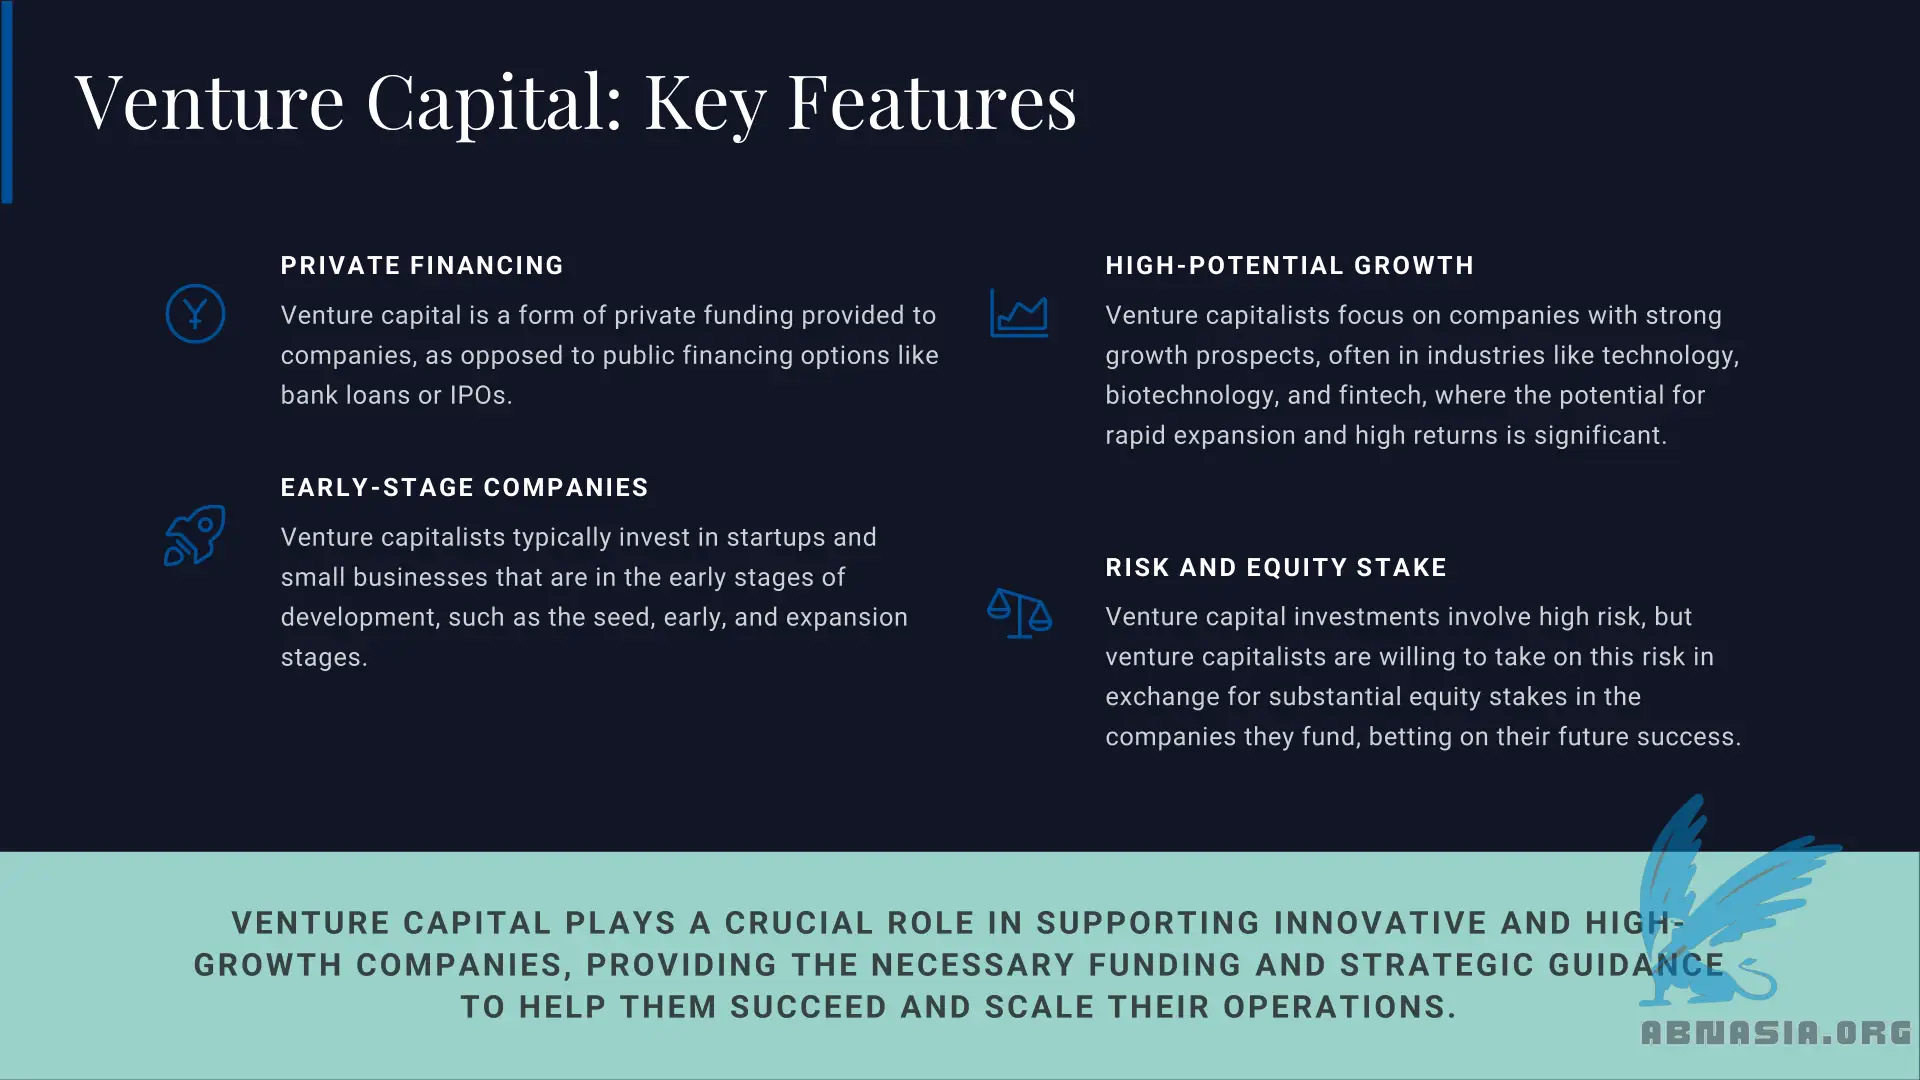 Venture Capital: Key Features
PRIVATE FINANCING
Venture capital is a form of private funding provided to
companies, as opposed to public financing options like
bank loans or IPOs.
EARLY-STAGE COMPANIES
Venture capitalists typically invest in startups and
small businesses that are in the early stages of
development, such as the seed, early, and expansion
stages.
HIGH-POTENTIAL GROWTH
Venture capitalists focus on companies with strong
growth prospects, often in industries like technology,
biotechnology, and fintech, where the potential for
rapid expansion and high returns is significant.
RISK AND EQUITY STAKE
Venture capital investments involve high risk, but
venture capitalists are willing to take on this risk in
exchange for substantial equity stakes in the
companies they fund, betting on their future success.
VENTURE CAPITAL PLAYS A CRUCIAL ROLE IN SUPPORTING INNOVATIVE AND HIGH-
GROWTH COMPANIES, PROVIDING THE NECESSARY FUNDING AND STRATEGIC GUIDANCE
TO HELP THEM SUCCEED AND SCALE THEIR OPERATIONS.
ABNASIA.ORG